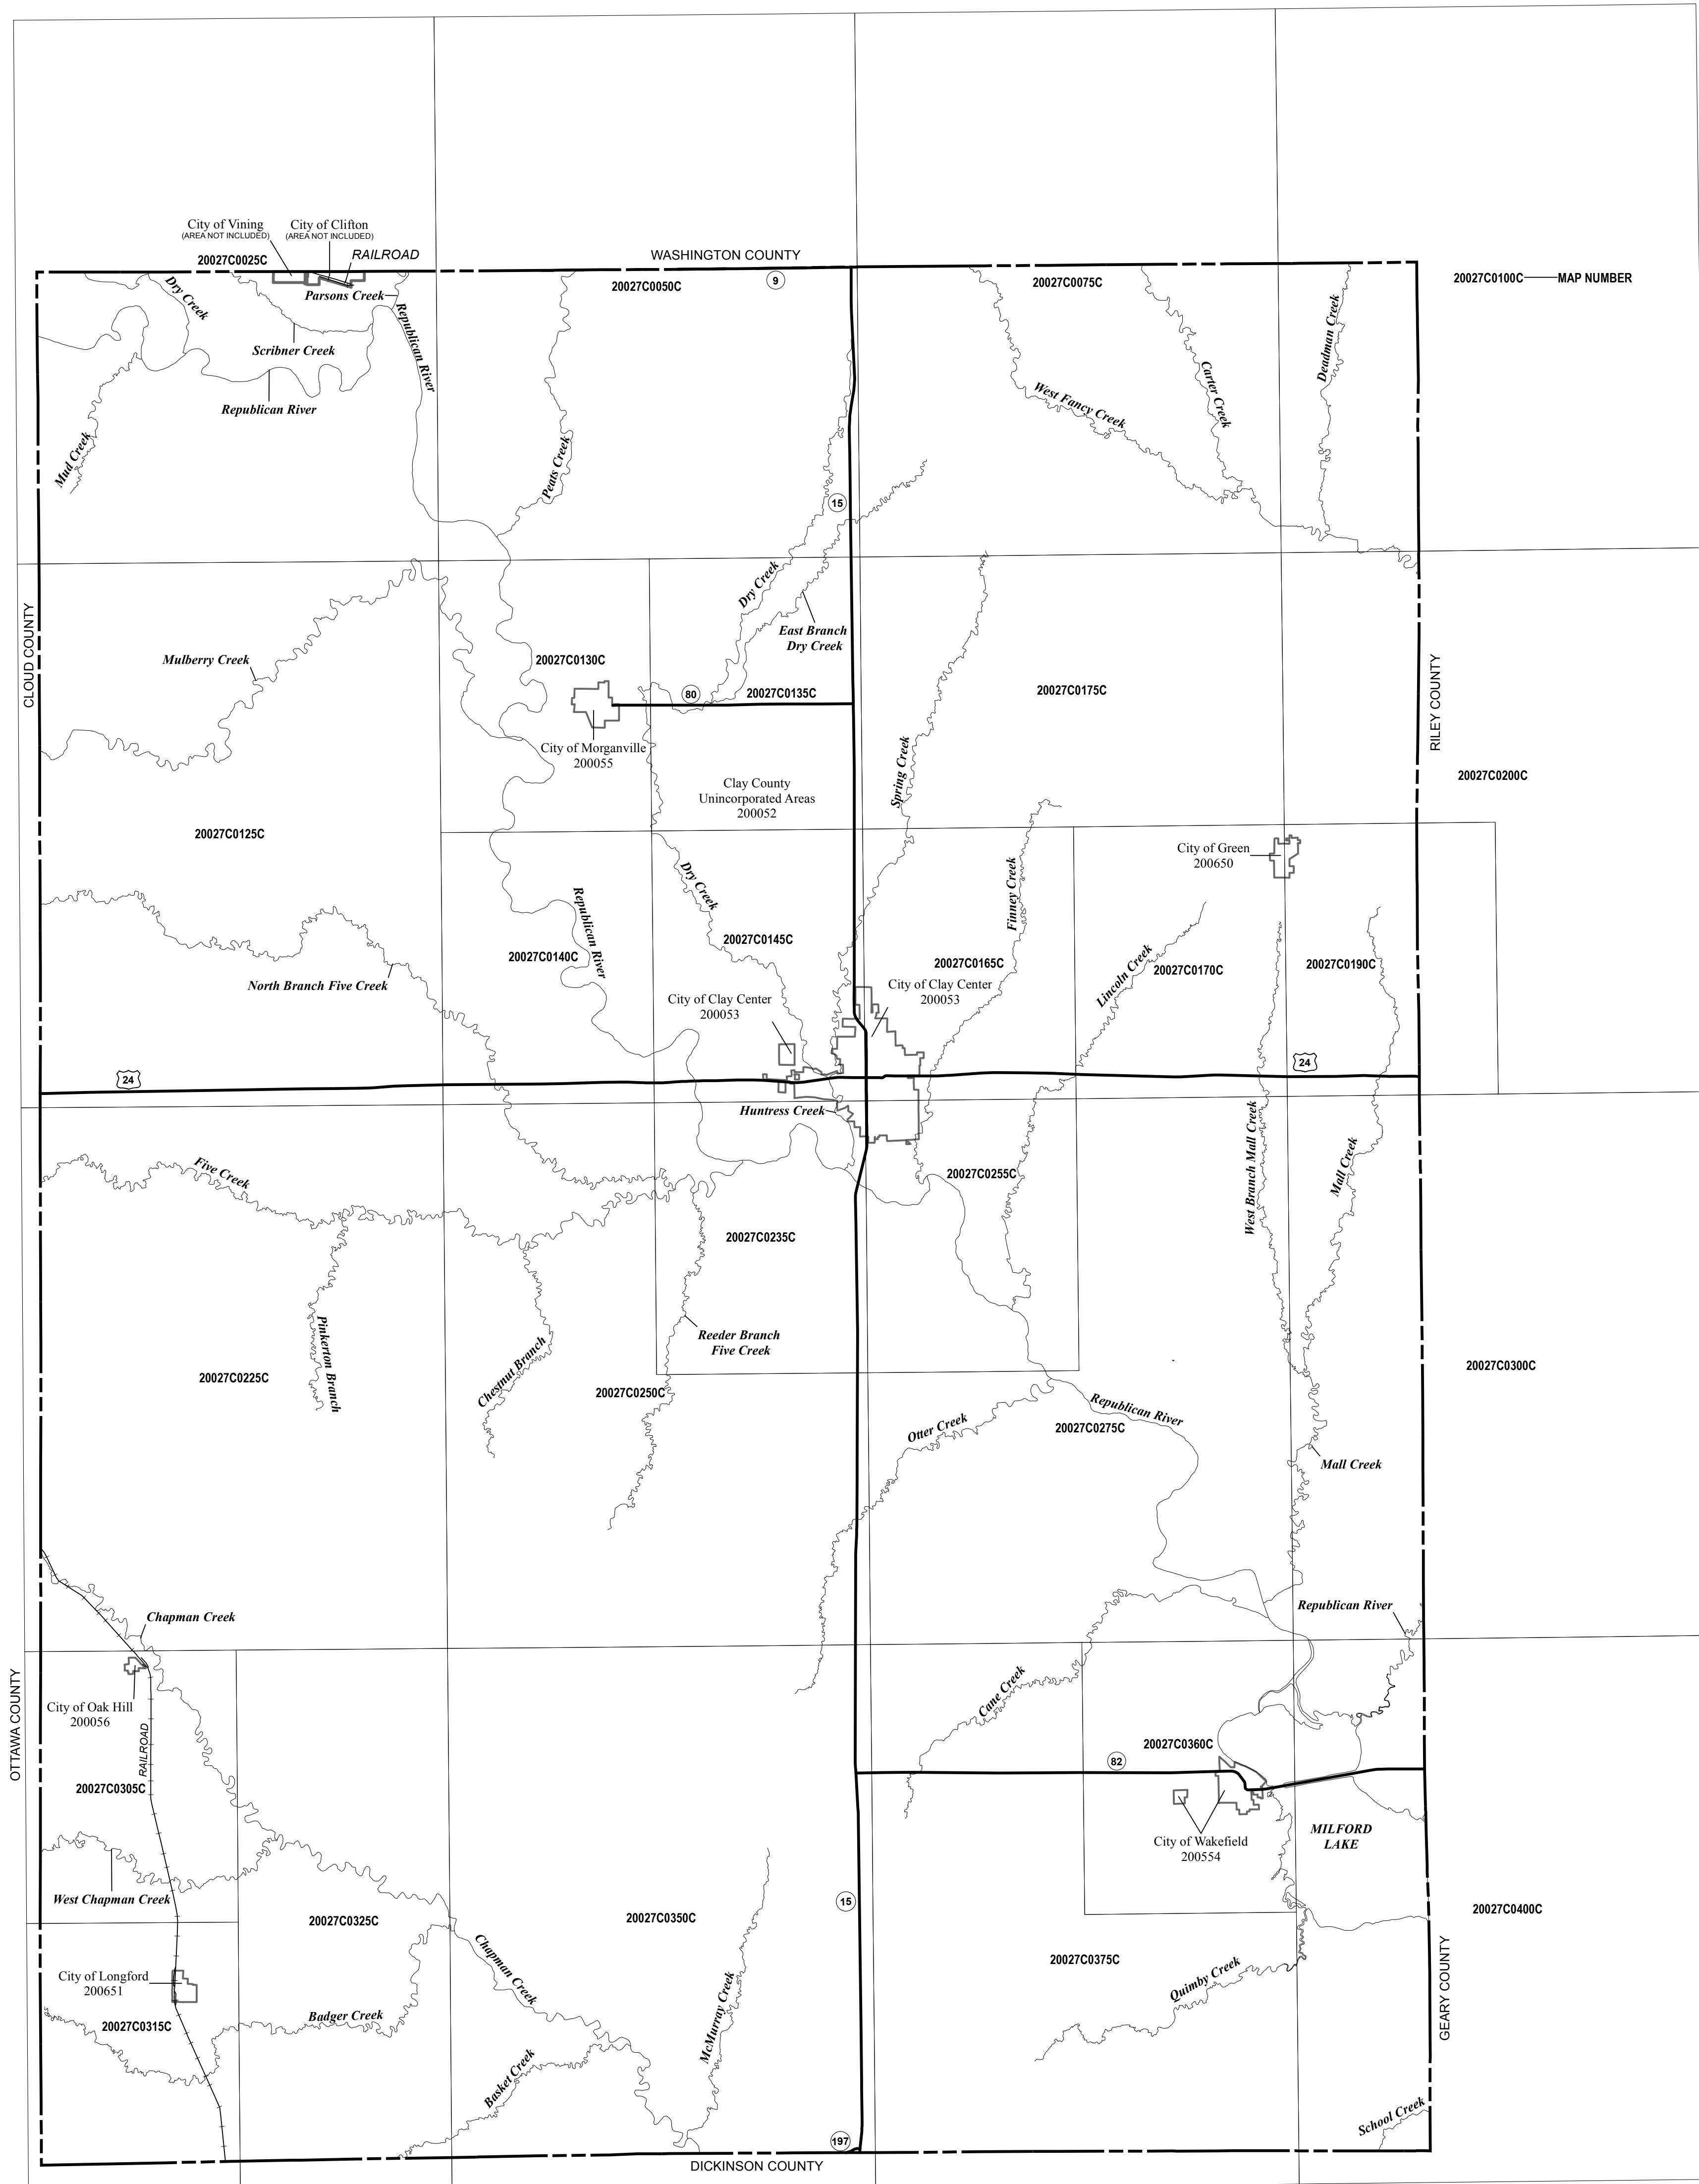 City of Vining
(AREA NOT INCLUDED)
City of Clifton
(AREA NOT INCLUDED)
RAILROAD
20027C0025C
WASHINGTON COUNTY
9
20027C0050C
20027C0075C
20027C0100C
MAP NUMBER
Dry Creek
Parsons Creek
Republican River
Scribner Creek
Republican River
Mud Creek
Peats Creek
West Fancy Creek
Carter Creek
Deadman Creek
15
Dry Creek
East Branch
Dry Creek
CLOUD COUNTY
Mulberry Creek
20027C0130C
80
20027C0135C
20027C0175C
RILEY COUNTY
City of Morganville
200055
Clay County
Unincorporated Areas
200052
Spring Creek
20027C0200C
20027C0125C
City of Green
200650
Dry Creek
Finney Creek
Republican River
20027C0140C
20027C0145C
20027C0165C
Lincoln Creek
20027C0170C
20027C0190C
North Branch Five Creek
City of Clay Center
200053
City of Clay Center
200053
24
24
Huntress Creek
West Branch Mall Creek
Mall Creek
Five Creek
20027C0255C
20027C0235C
Pinkerton Branch
Chestnut Branch
Reeder Branch
Five Creek
20027C0225C
20027C0250C
20027C0300C
Republican River
Otter Creek
20027C0275C
Mall Creek
Chapman Creek
Republican River
OTTAWA COUNTY
City of Oak Hill
200056
RAILROAD
Cane Creek
20027C0360C
82
20027C0305C
City of Wakefield
200554
MILFORD
LAKE
West Chapman Creek
15
20027C0325C
20027C0350C
20027C0400C
Chapman Creek
20027C0375C
City of Longford
200651
Quimby Creek
GEARY COUNTY
Badger Creek
20027C0315C
McMurray Creek
Basket Creek
School Creek
197
DICKINSON COUNTY